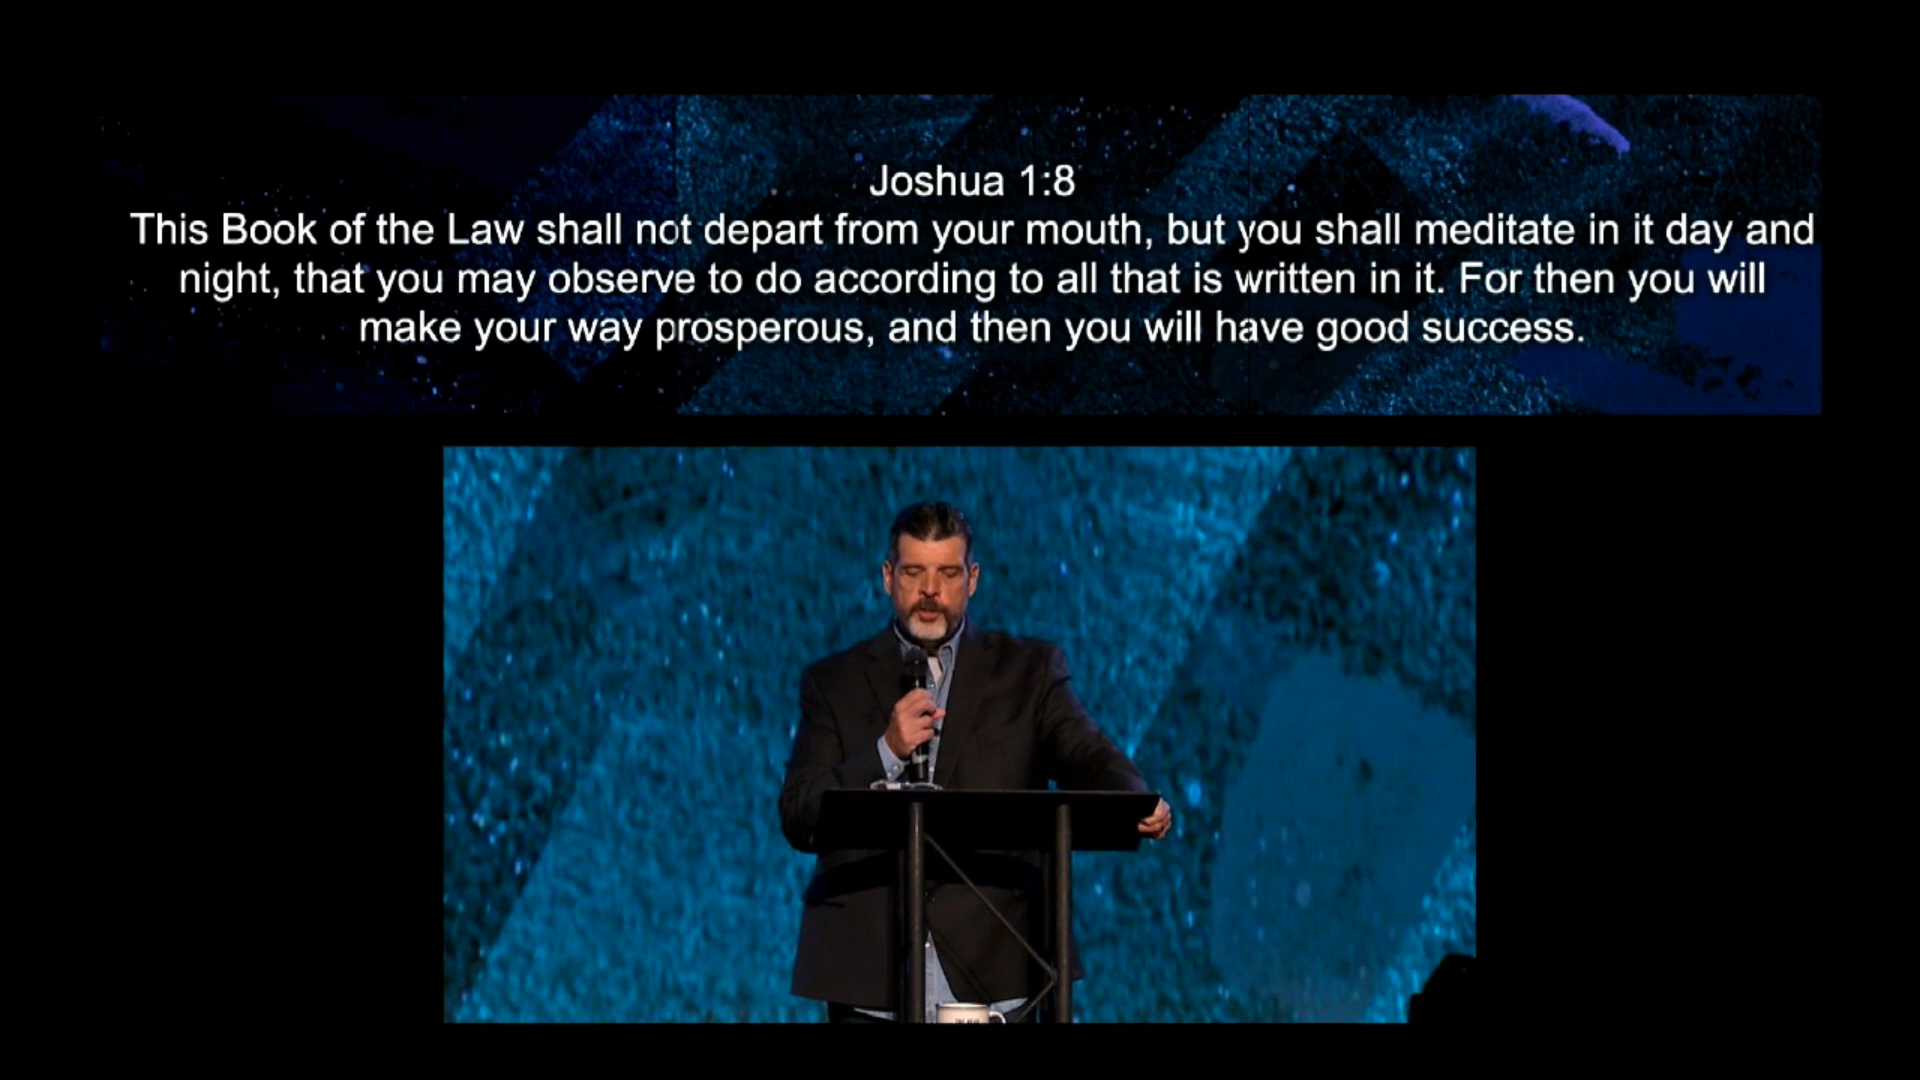 Joshua 1:8
This Book of the Law shall not depart from your mouth, but you shall meditate in it day and
night, that you may observe to do according to all that is written in it. For then you will
make your way prosperous, and then you will have good success.